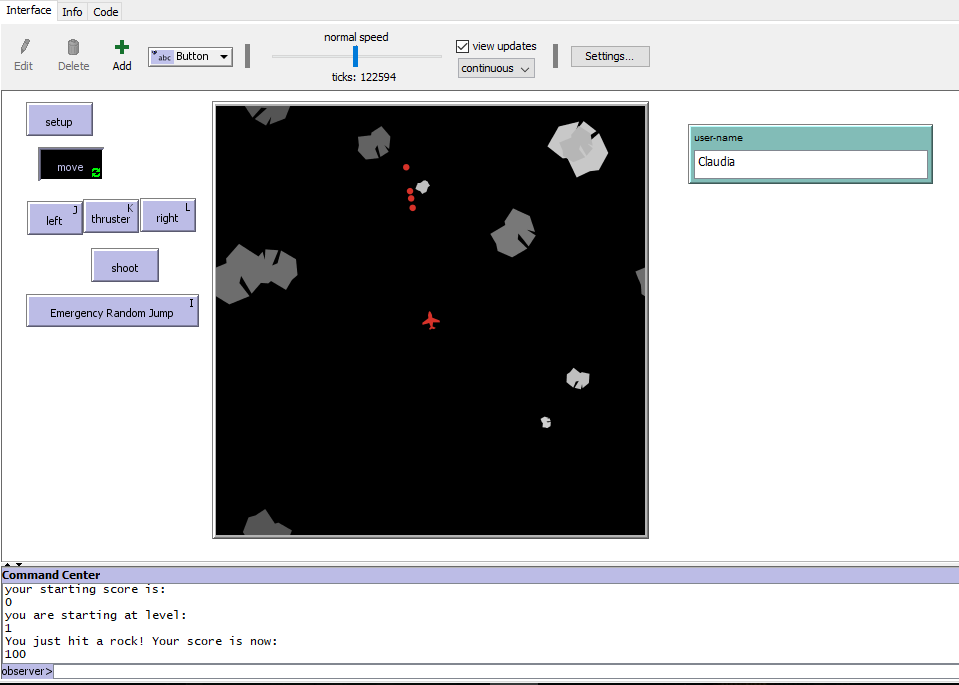 Interface Info Code
Edit Delete Add abc Button
normal speed
ticks: 122594
view updates
continuous
Settings...
setup
move
left J
thruster K
right L
shoot
Emergency Random Jump I
user-name
Claudia
Command Center
your starting score is:
0
you are starting at level:
1
You just hit a rock! Your score is now:
100
observer>